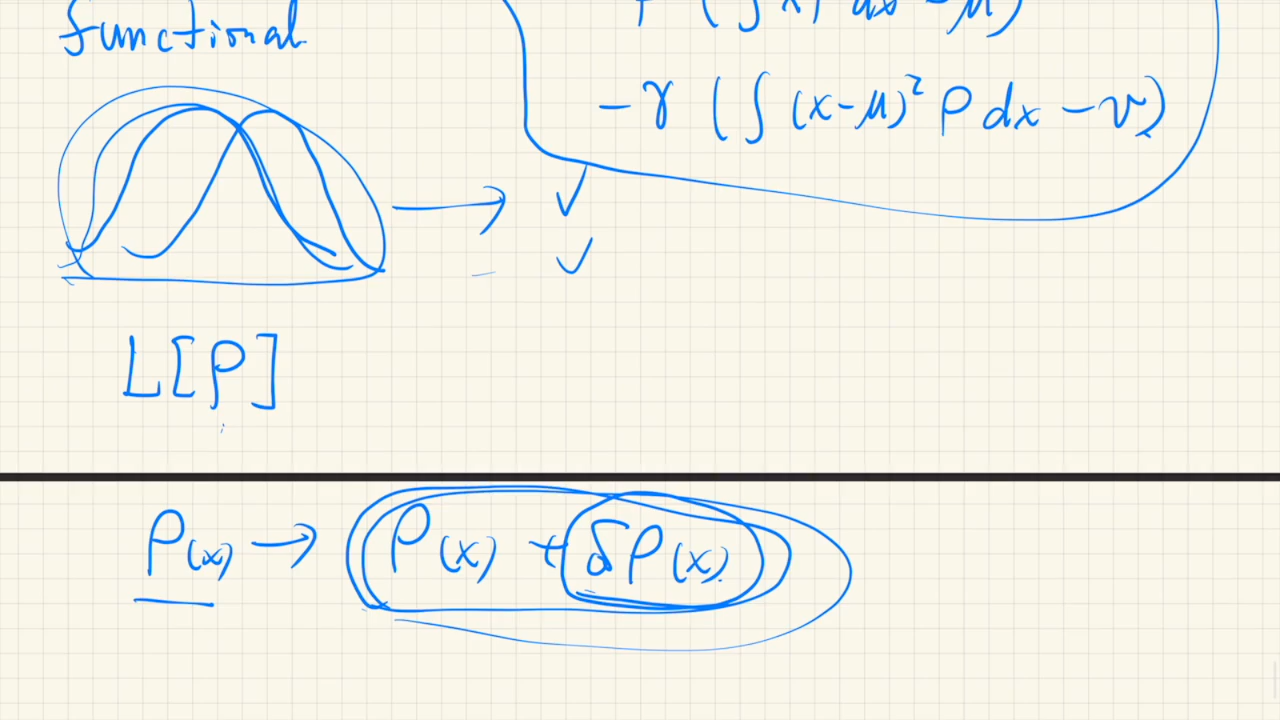 functional
- γ (∫ (x-μ)² ρ dx - v)
L[ρ]
ρ(x) → ρ(x) + δρ(x)